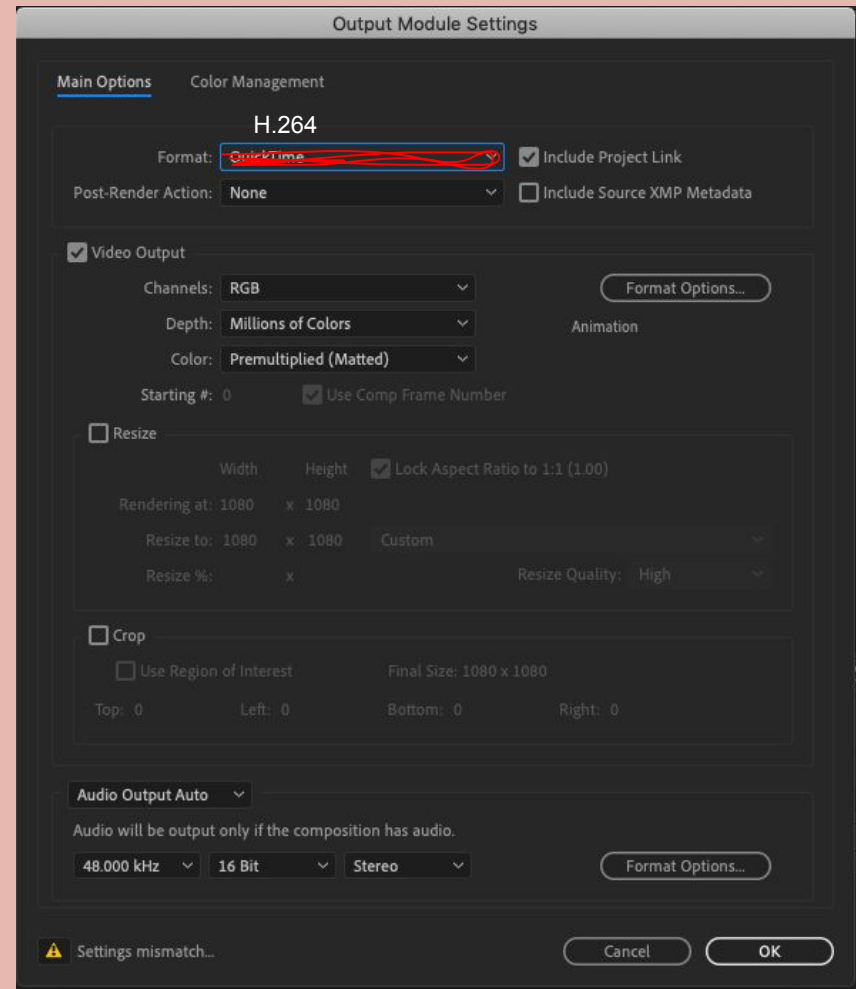 Output Module Settings
Main Options Color Management
H.264
Format: QuickTime Include Project Link
Post-Render Action: None Include Source XMP Metadata
Video Output
Channels: RGB Format Options...
Depth: Millions of Colors Animation
Color: Premultiplied (Matted)
Starting #: 0 Use Comp Frame Number
Resize
Width Height Lock Aspect Ratio to 1:1 (1.00)
Rendering at: 1080 x 1080
Resize to: 1080 x 1080 Custom
Resize %: x Resize Quality: High
Crop
Use Region of Interest Final Size: 1080 x 1080
Top: 0 Left: 0 Bottom: 0 Right: 0
Audio Output Auto
Audio will be output only if the composition has audio.
48.000 kHz 16 Bit Stereo Format Options...
Settings mismatch... Cancel OK